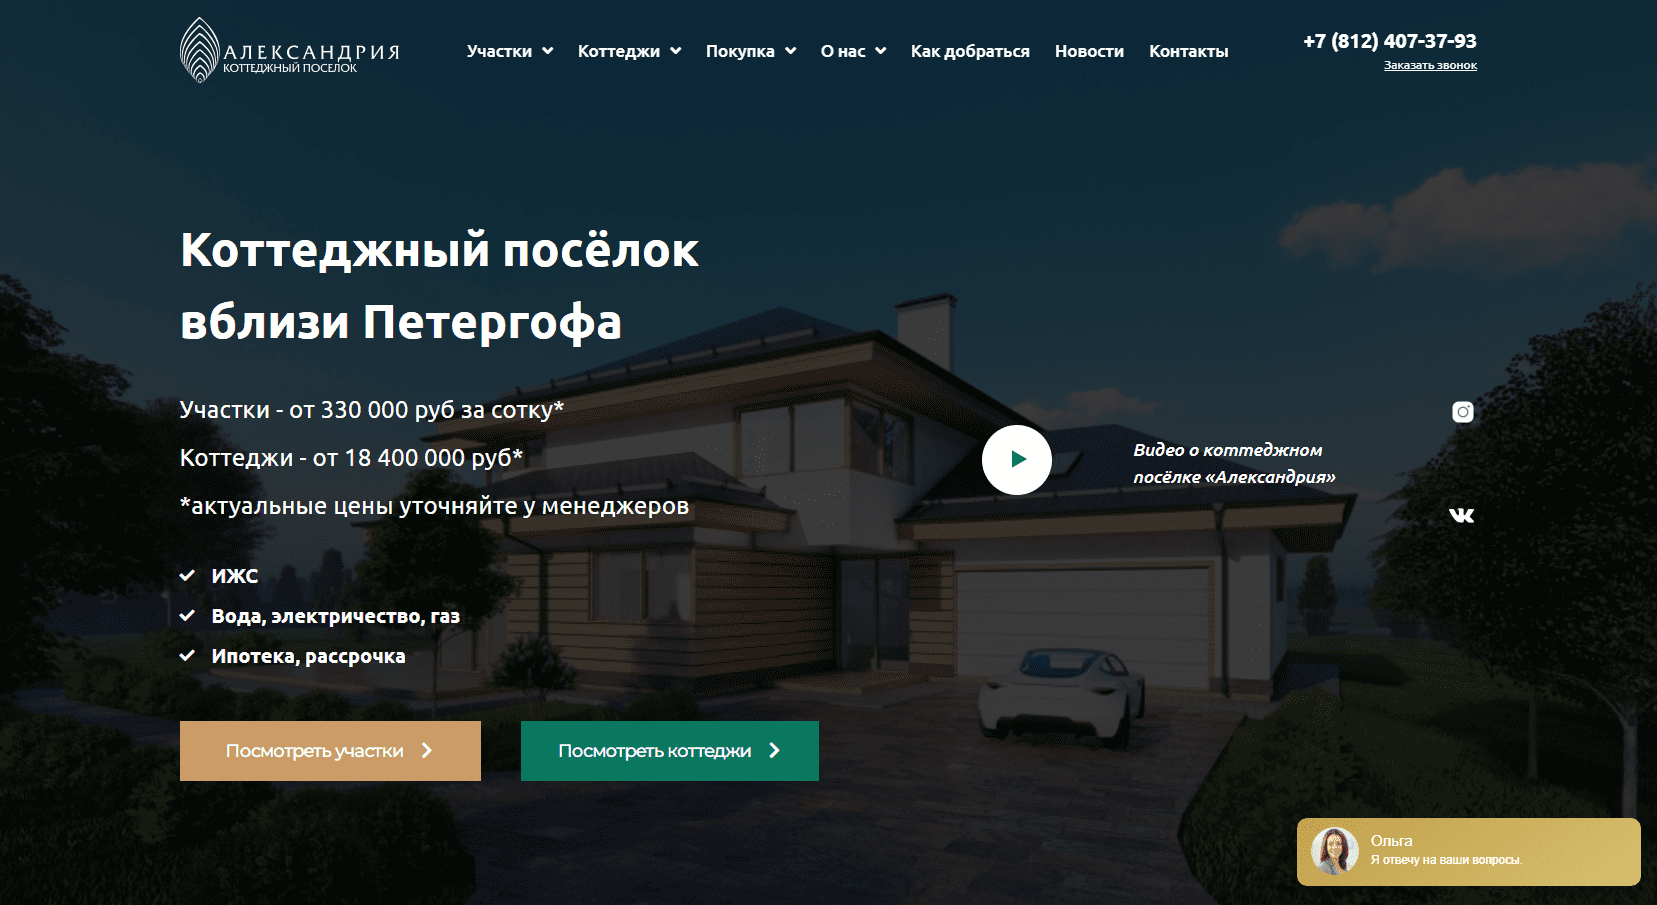 АЛЕКСАНДРИЯ
КОТТЕДЖНЫЙ ПОСЕЛОК
Участки
Коттеджи
Покупка
О нас
Как добраться
Новости
Контакты
+7 (812) 407-37-93
Заказать звонок
Коттеджный посёлок
вблизи Петергофа
Участки - от 330 000 руб за сотку*
Коттеджи - от 18 400 000 руб*
*актуальные цены уточняйте у менеджеров
ИЖС
Вода, электричество, газ
Ипотека, рассрочка
Посмотреть участки
Посмотреть коттеджи
Видео о коттеджном
посёлке «Александрия»
Ольга
Я отвечу на ваши вопросы.